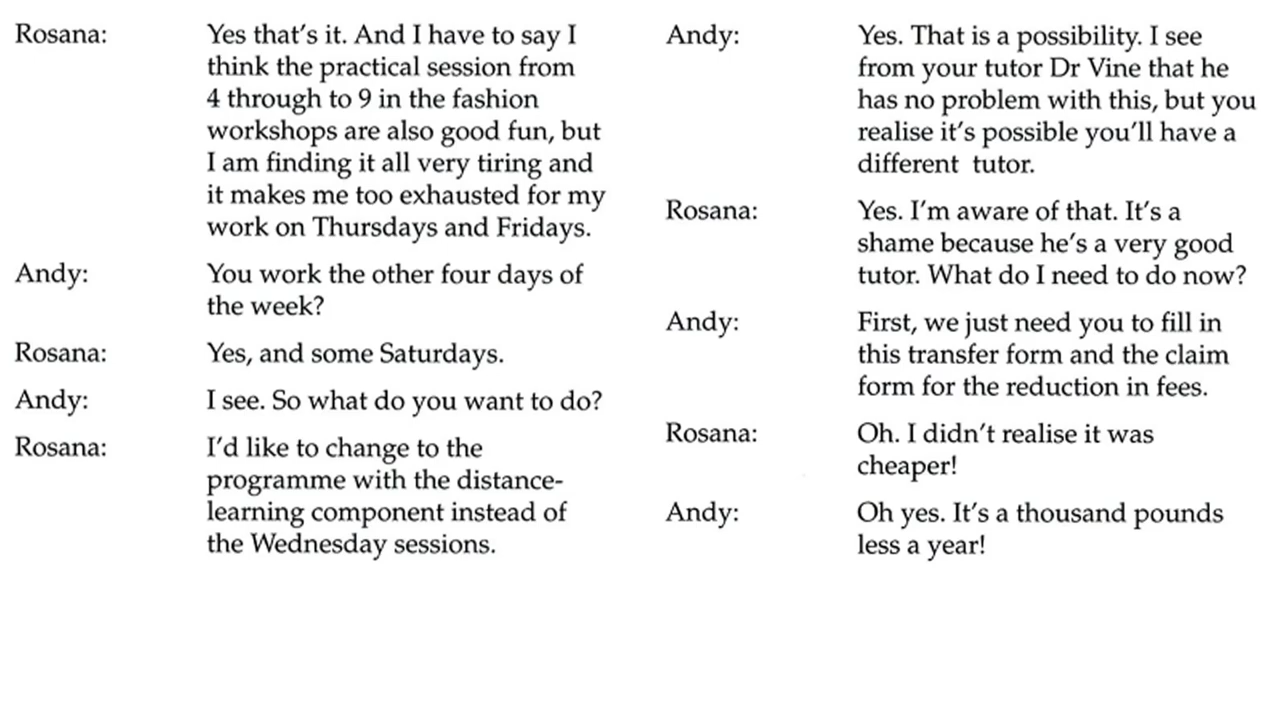 Rosana: Yes that's it. And I have to say I
think the practical session from
4 through to 9 in the fashion
workshops are also good fun, but
I am finding it all very tiring and
it makes me too exhausted for my
work on Thursdays and Fridays.
Andy: You work the other four days of
the week?
Rosana: Yes, and some Saturdays.
Andy: I see. So what do you want to do?
Rosana: I'd like to change to the
programme with the distance-
learning component instead of
the Wednesday sessions.
Andy: Yes. That is a possibility. I see
from your tutor Dr Vine that he
has no problem with this, but you
realise it's possible you'll have a
different tutor.
Rosana: Yes. I'm aware of that. It's a
shame because he's a very good
tutor. What do I need to do now?
Andy: First, we just need you to fill in
this transfer form and the claim
form for the reduction in fees.
Rosana: Oh. I didn't realise it was
cheaper!
Andy: Oh yes. It's a thousand pounds
less a year!